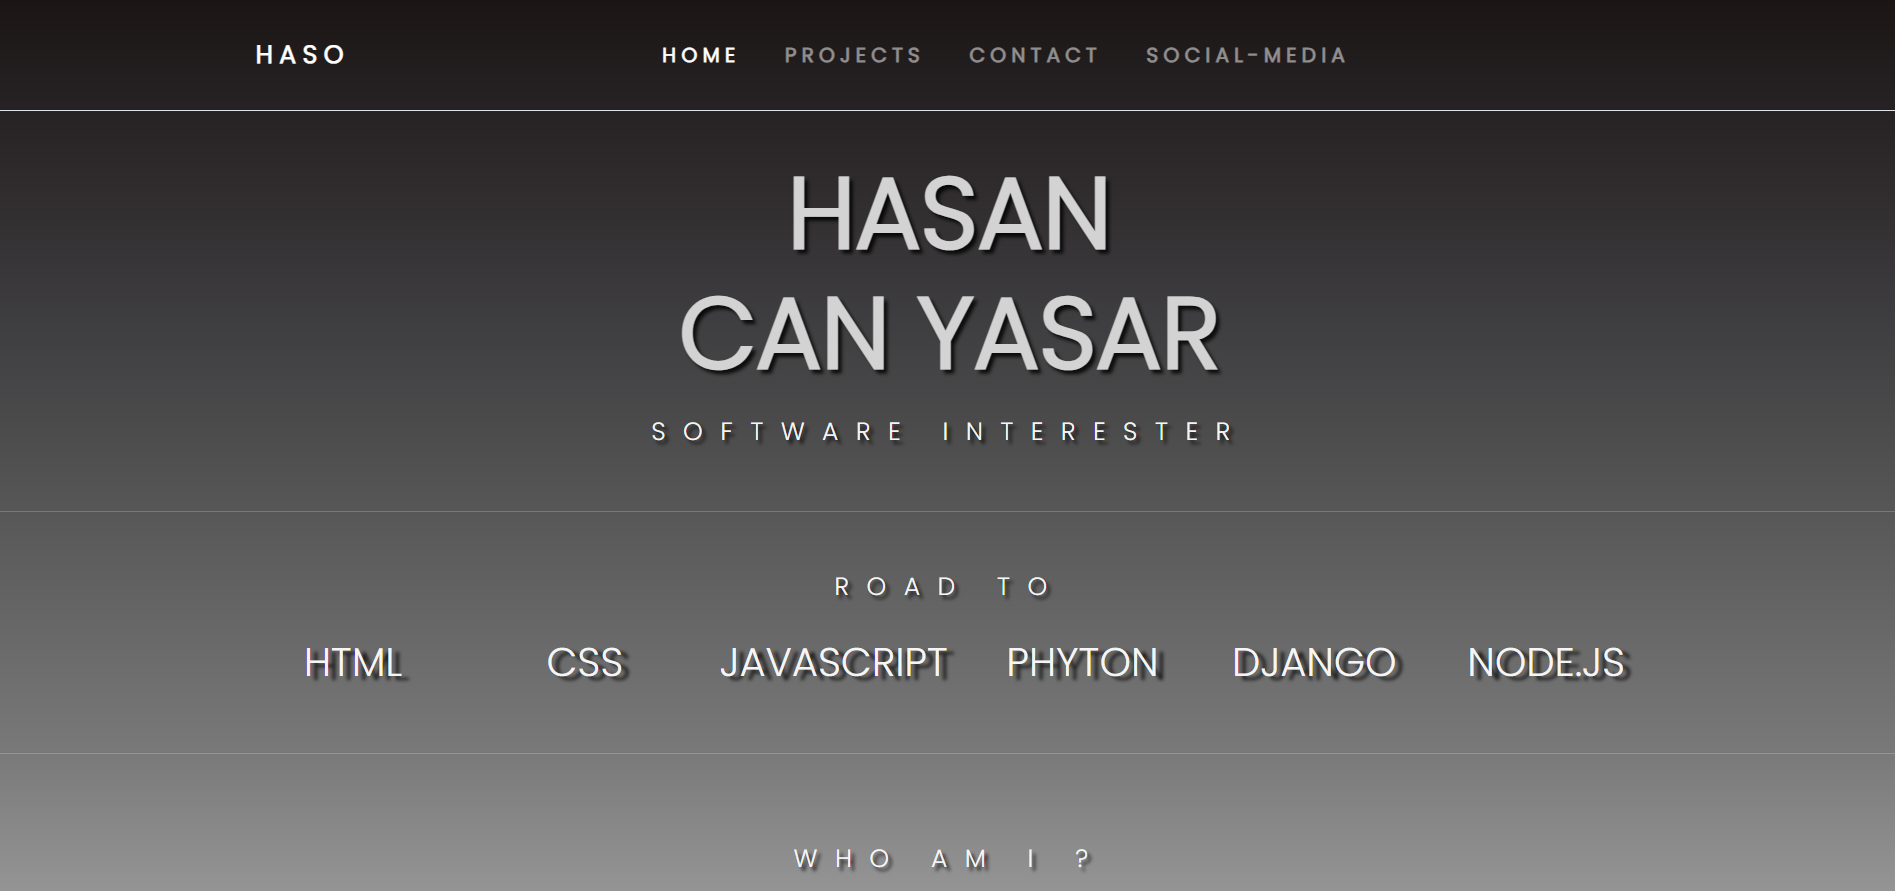 HASO HOME PROJECTS CONTACT SOCIAL-MEDIA
HASAN
CAN YASAR
SOFTWARE INTERESTER
ROAD TO
HTML CSS JAVASCRIPT PHYTON DJANGO NODE.JS
WHO AM I ?